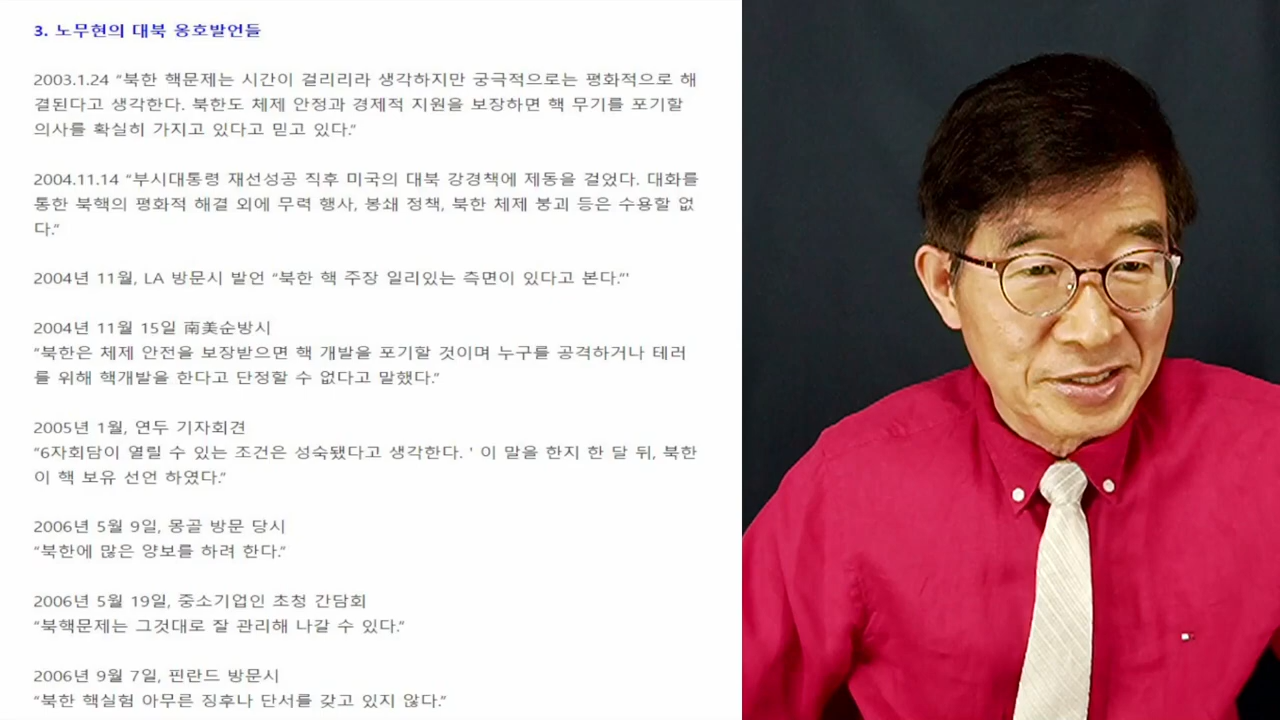 3. 노무현의 대북 옹호발언들
2003.1.24 “북한 핵문제는 시간이 걸리리라 생각하지만 궁극적으로는 평화적으로 해
결된다고 생각한다. 북한도 체제 안정과 경제적 지원을 보장하면 핵 무기를 포기할
의사를 확실히 가지고 있다고 믿고 있다.”
2004.11.14 “부시대통령 재선성공 직후 미국의 대북 강경책에 제동을 걸었다. 대화를
통한 북핵의 평화적 해결 외에 무력 행사, 봉쇄 정책, 북한 체제 붕괴 등은 수용할 없
다.”
2004년 11월, LA 방문시 발언 “북한 핵 주장 일리있는 측면이 있다고 본다.”'
2004년 11월 15일 南美순방시
“북한은 체제 안전을 보장받으면 핵 개발을 포기할 것이며 누구를 공격하거나 테러
를 위해 핵개발을 한다고 단정할 수 없다고 말했다.”
2005년 1월, 연두 기자회견
“6자회담이 열릴 수 있는 조건은 성숙됐다고 생각한다. ' 이 말을 한지 한 달 뒤, 북한
이 핵 보유 선언 하였다.”
2006년 5월 9일, 몽골 방문 당시
“북한에 많은 양보를 하려 한다.”
2006년 5월 19일, 중소기업인 초청 간담회
“북핵문제는 그것대로 잘 관리해 나갈 수 있다.”
2006년 9월 7일, 핀란드 방문시
“북한 핵실험 아무른 징후나 단서를 갖고 있지 않다.”